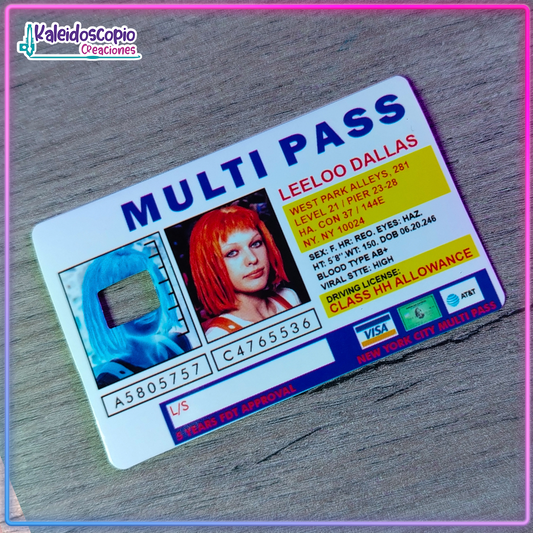 Kaleidoscopio
Creaciones
MULTI PASS
LEELOO DALLAS
WEST PARK ALLEYS, 281
LEVEL 21 / PIER 23-28
HA. CON 37 / 144E
NY. NY 10024
SEX: F. HR: REO. EYES: HAZ.
HT: 5'8". WT: 150. DOB 06.20.246
BLOOD TYPE AB+
VIRAL STTE: HIGH
DRIVING LICENSE:
CLASS HH ALLOWANCE
A5805757
C4765536
VISA
AT&T
L/S
NEW YORK CITY MULTI PASS
5 YEARS FDT APPROVAL